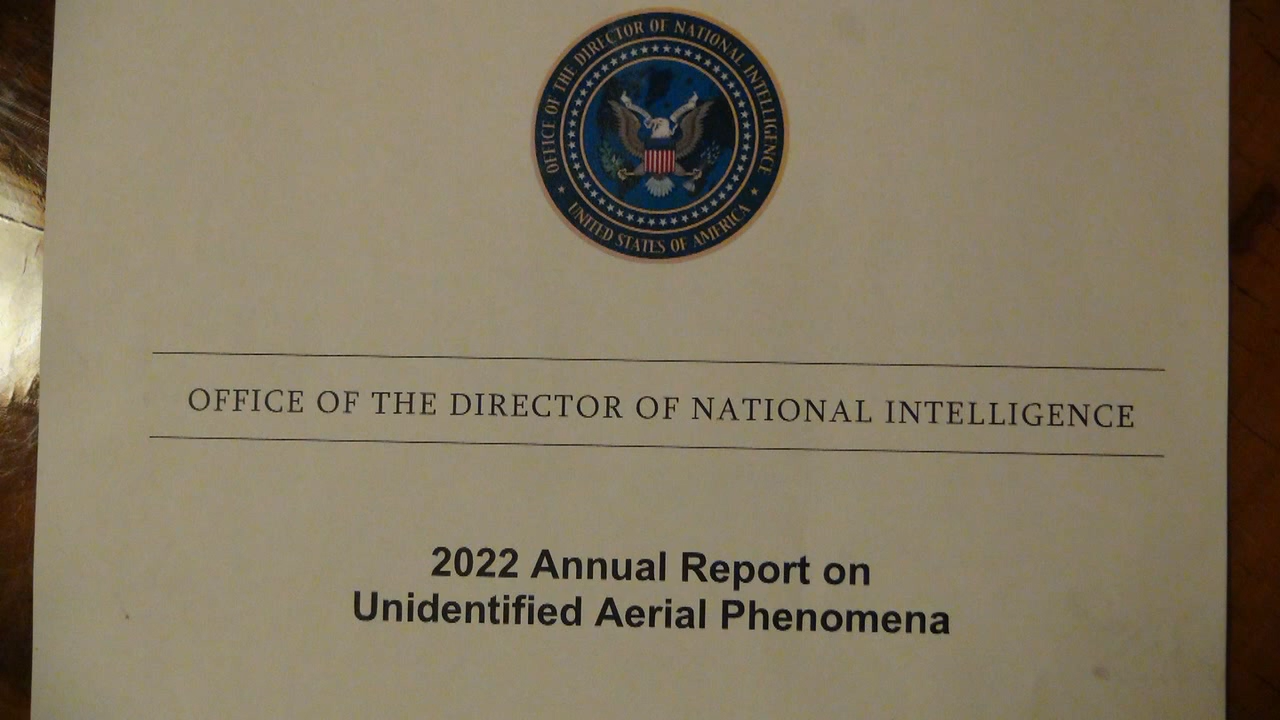 OFFICE OF THE DIRECTOR OF NATIONAL INTELLIGENCE
UNITED STATES OF AMERICA
OFFICE OF THE DIRECTOR OF NATIONAL INTELLIGENCE
2022 Annual Report on
Unidentified Aerial Phenomena